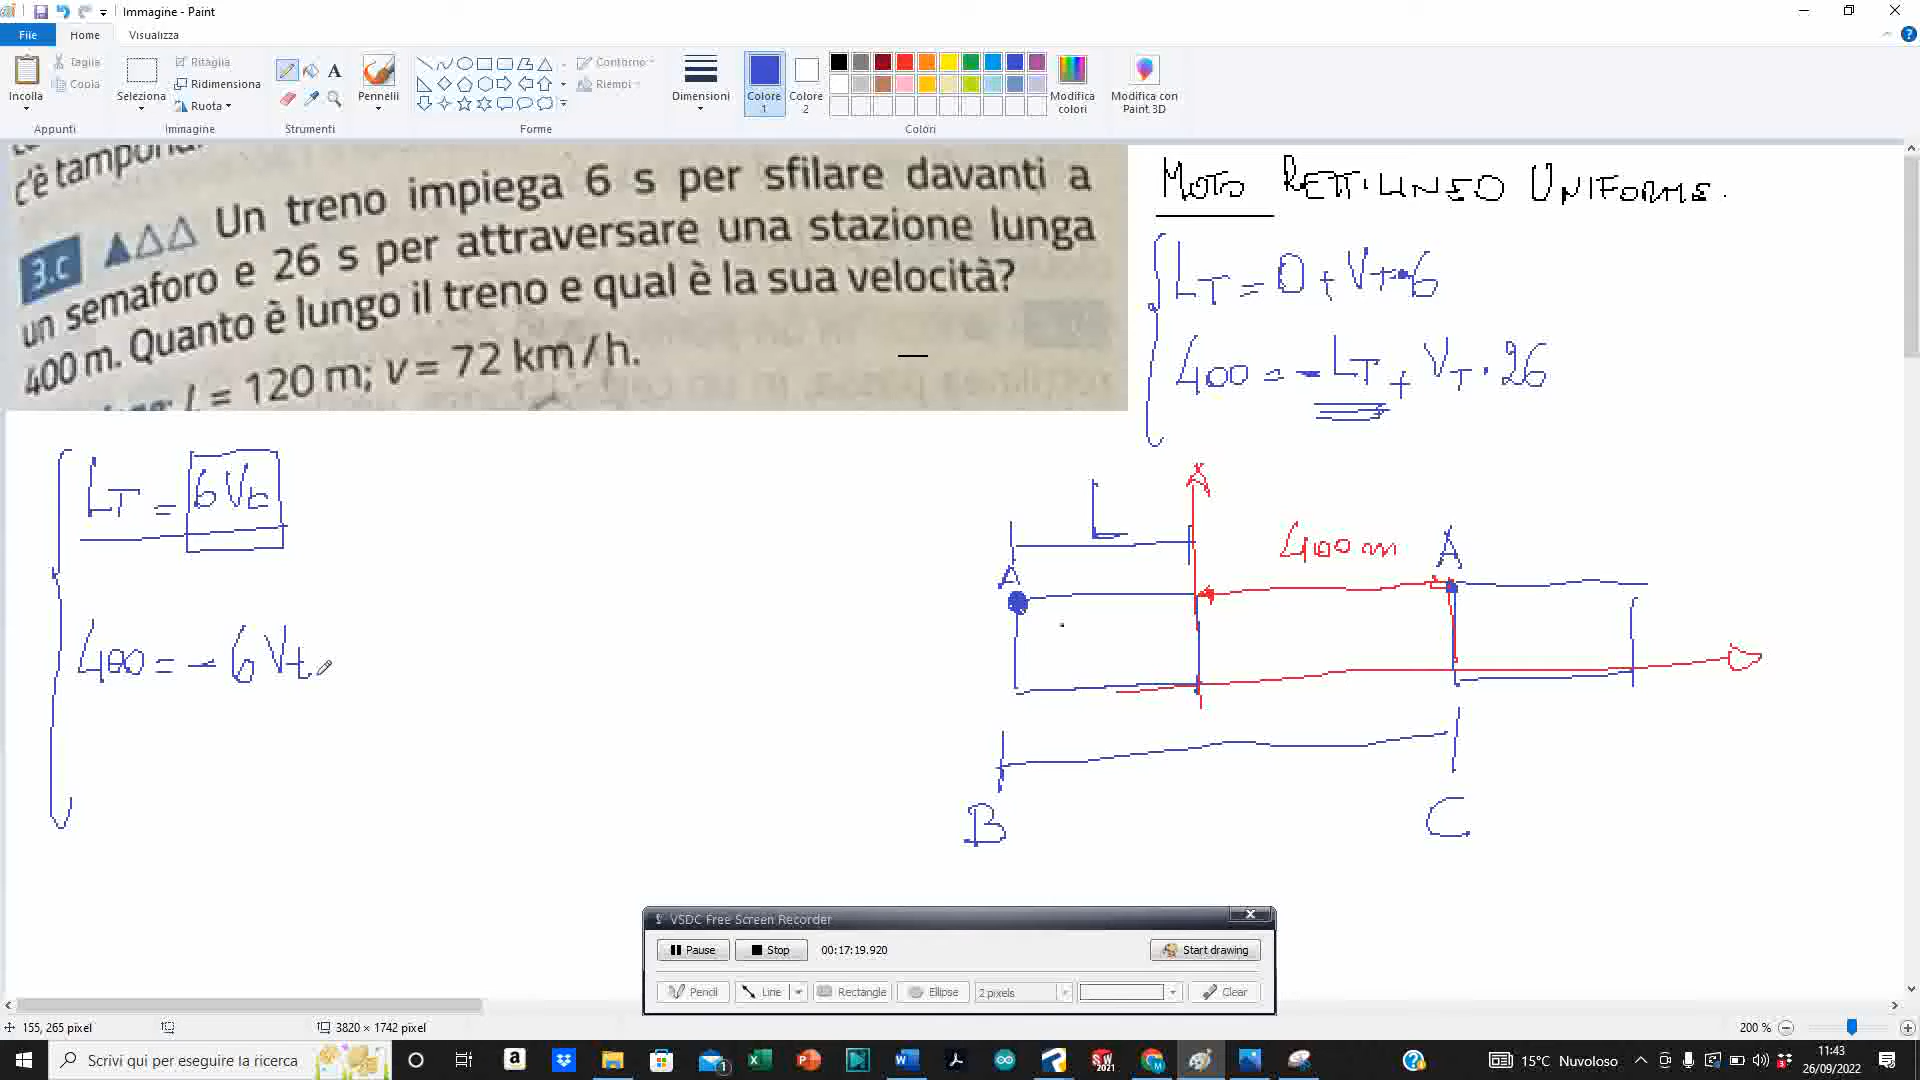 Immagine - Paint
File Home Visualizza
Incolla
Taglia
Copia
Appunti
Seleziona
Ritaglia
Ridimensiona
Ruota
Immagine
A
Strumenti
Pennelli
Contorno
Riempi
Forme
Dimensioni
Colore 1
Colore 2
Modifica colori
Modifica con Paint 3D
Colori
c'è
3.c Un treno impiega 6 s per sfilare davanti a
un semaforo e 26 s per attraversare una stazione lunga
400 m. Quanto è lungo il treno e qual è la sua velocità?
l = 120 m; v = 72 km/h.
MOTO RETTILINEO UNIFORME.
LT = 0 + VT · 6
400 = - LT + VT · 26
LT = 6Vt
400 = - 6Vt
L
400 m
A
A
B
C
VSDC Free Screen Recorder
Pause Stop 00:17:19.920 Start drawing
Pencil Line Rectangle Ellipse 2 pixels Clear
155, 265 pixel 3820 × 1742 pixel 200 %
Scrivi qui per eseguire la ricerca
15°C Nuvoloso
11:43
26/09/2022